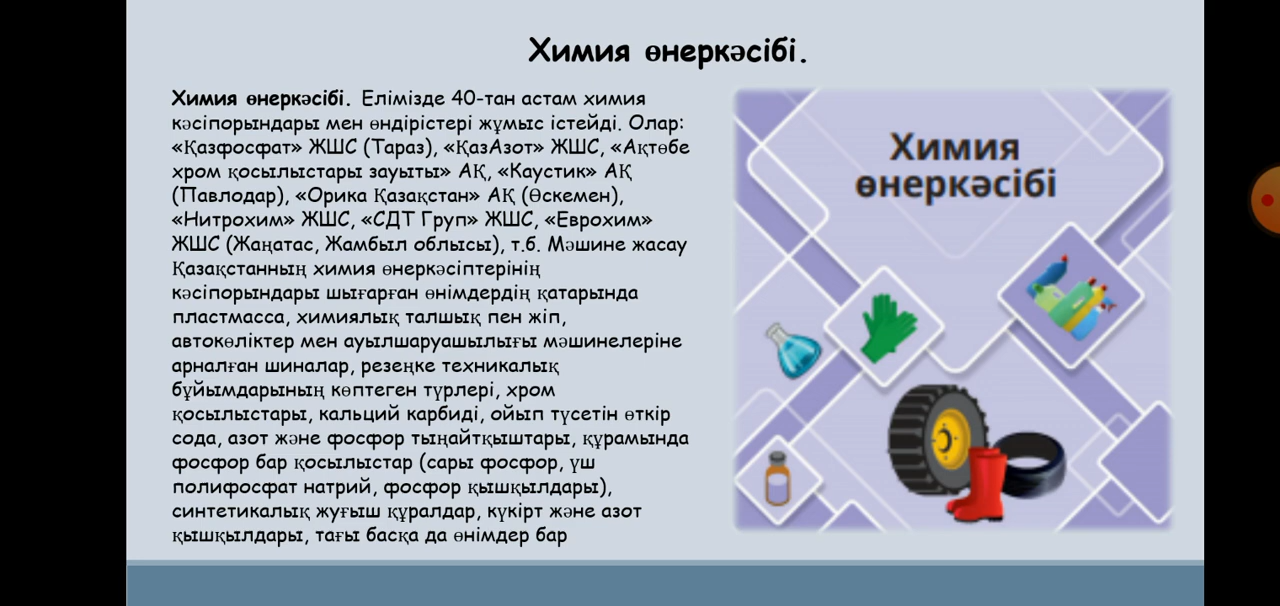 Химия өнеркәсібі.
Химия өнеркәсібі. Елімізде 40-тан астам химия
кәсіпорындары мен өндірістері жұмыс істейді. Олар:
«Қазфосфат» ЖШС (Тараз), «ҚазАзот» ЖШС, «Ақтөбе
хром қосылыстары зауыты» АҚ, «Каустик» АҚ
(Павлодар), «Орика Қазақстан» АҚ (Өскемен),
«Нитрохим» ЖШС, «СДТ Груп» ЖШС, «Еврохим»
ЖШС (Жаңатас, Жамбыл облысы), т.б. Мәшине жасау
Қазақстанның химия өнеркәсіптерінің
кәсіпорындары шығарған өнімдердің қатарында
пластмасса, химиялық талшық пен жіп,
автокөліктер мен ауылшаруашылығы мәшинелеріне
арналған шиналар, резеңке техникалық
бұйымдарының көптеген түрлері, хром
қосылыстары, кальций карбиді, ойып түсетін өткір
сода, азот және фосфор тыңайтқыштары, құрамында
фосфор бар қосылыстар (сары фосфор, үш
полифосфат натрий, фосфор қышқылдары),
синтетикалық жуғыш құралдар, күкірт және азот
қышқылдары, тағы басқа да өнімдер бар
Химия
өнеркәсібі